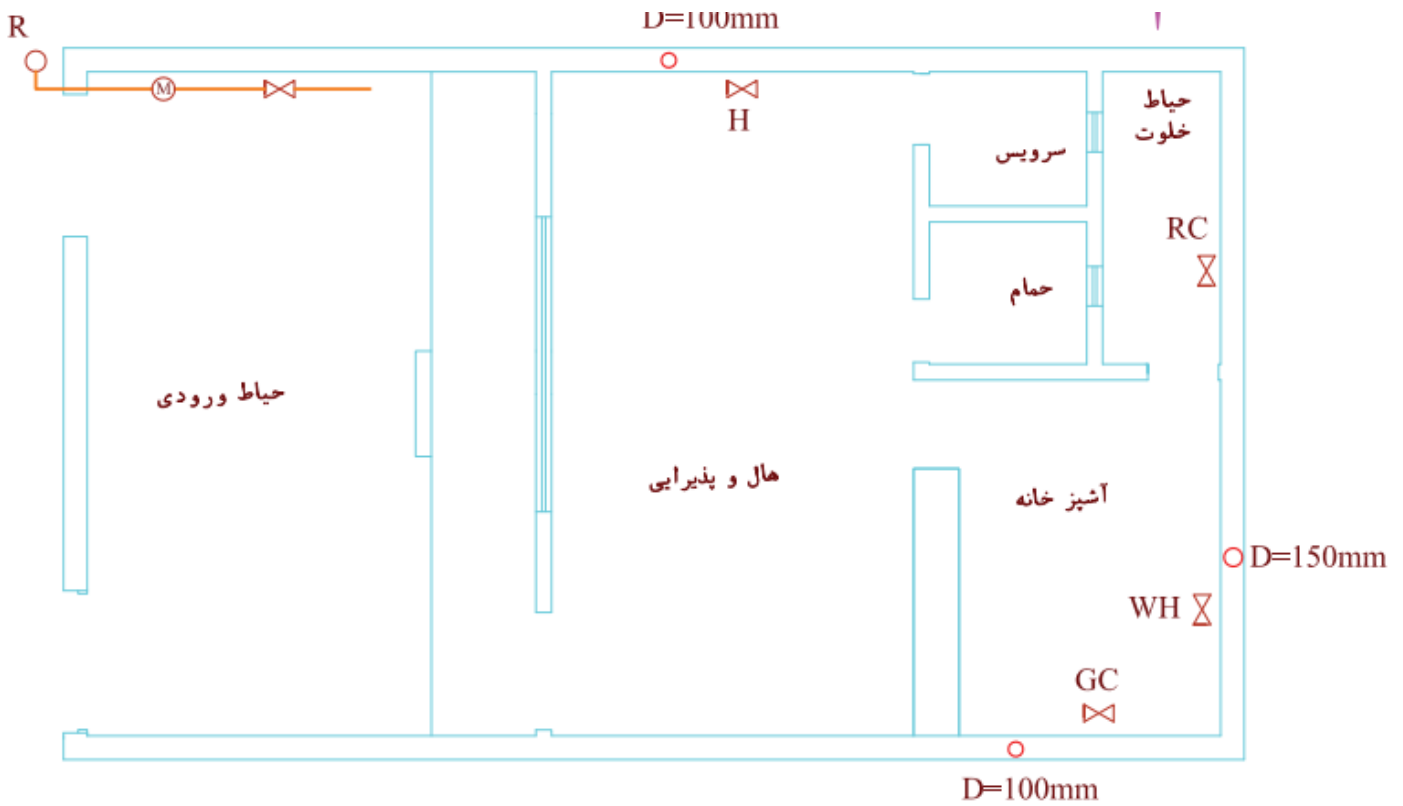 R
D=100mm
M
H
حیاط
خلوت
سرویس
RC
حمام
حیاط ورودی
هال و پذیرایی
آشپز خانه
D=150mm
WH
GC
D=100mm